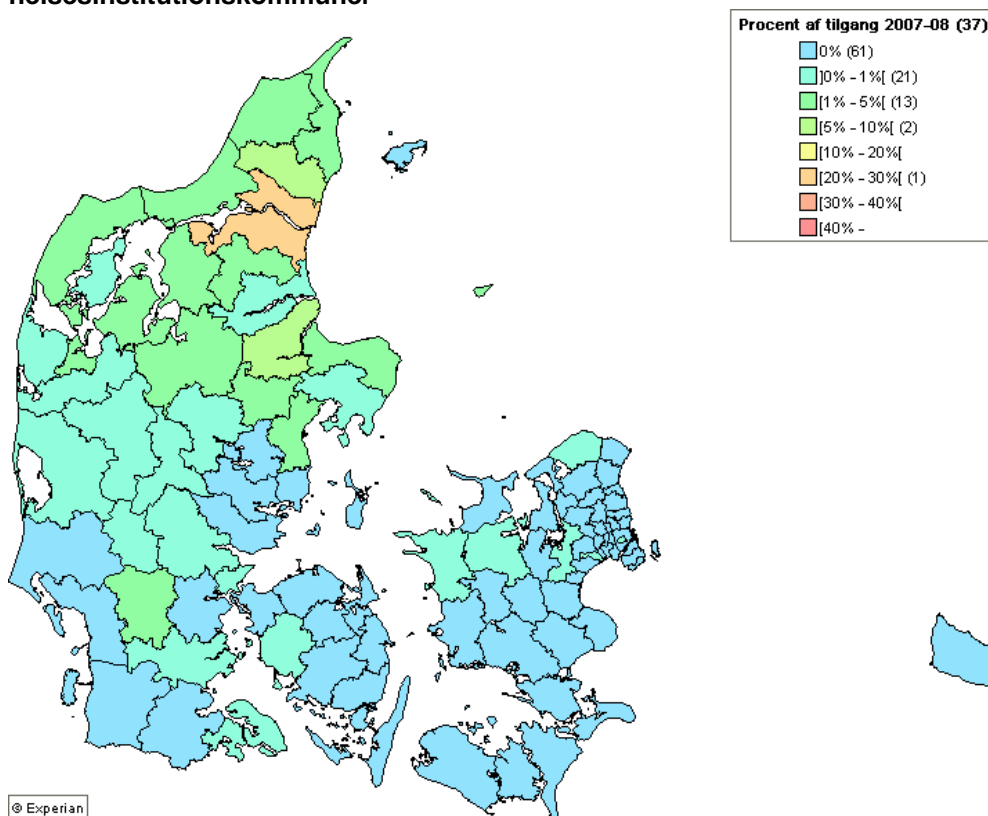 nelsesinstitutionskommuner
Procent af tilgang 2007-08 (37)
0% (61)
]0% - 1%[ (21)
[1% - 5%[ (13)
[5% - 10%[ (2)
[10% - 20%[
[20% - 30%[ (1)
[30% - 40%[
[40% -
© Experian